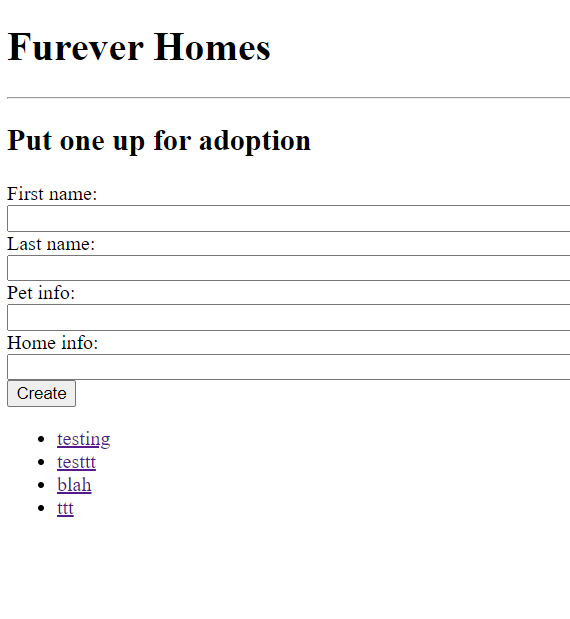 Furever Homes
Put one up for adoption
First name:
Last name:
Pet info:
Home info:
Create
testing
testtt
blah
ttt